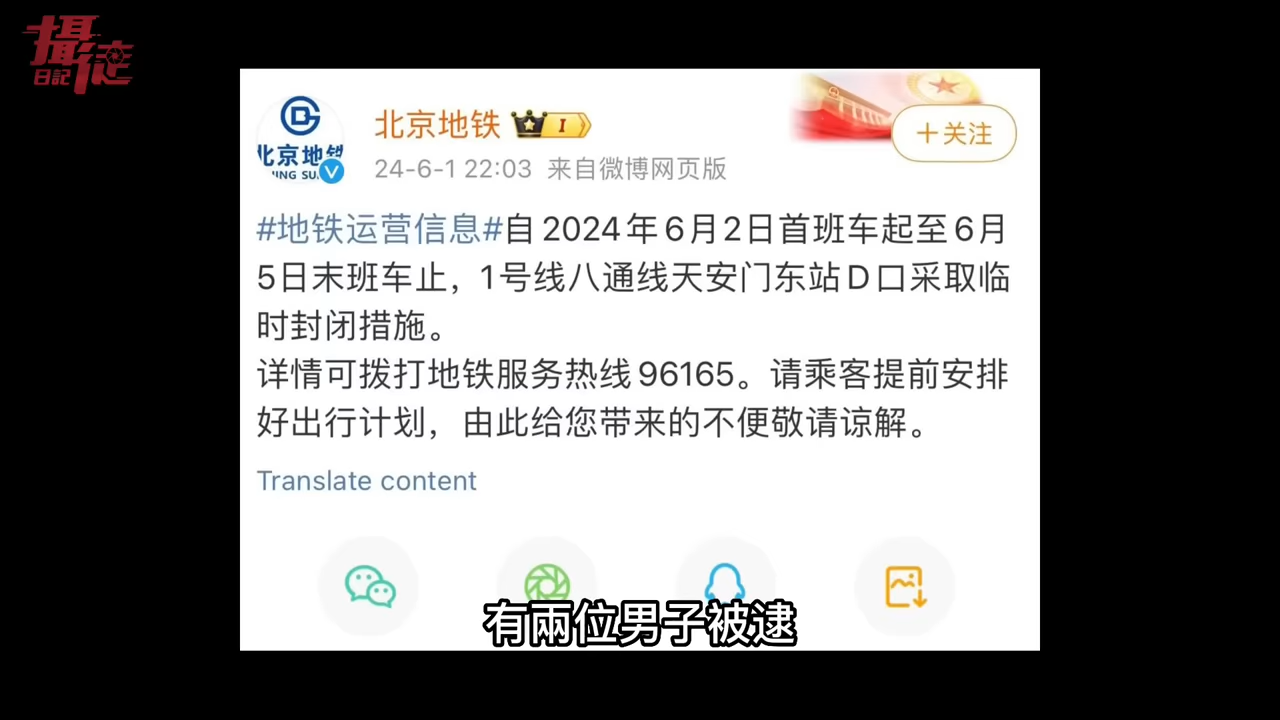 攝徒
日記
北京地铁
北京地铁
I
＋关注
24-6-1 22:03 来自微博网页版
#地铁运营信息#自2024年6月2日首班车起至6月
5日末班车止，1号线八通线天安门东站D口采取临
时封闭措施。
详情可拨打地铁服务热线96165。请乘客提前安排
好出行计划，由此给您带来的不便敬请谅解。
Translate content
有兩位男子被逮